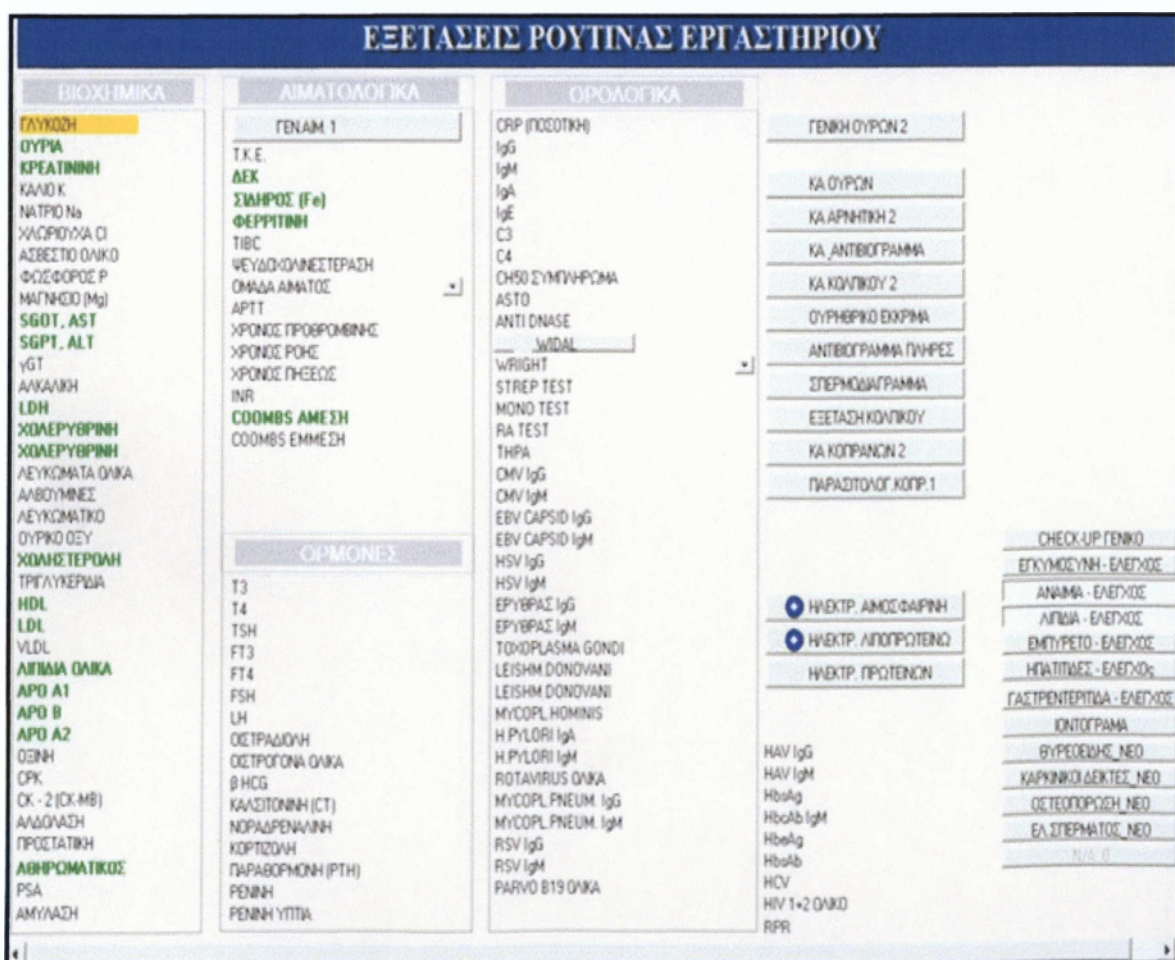 ΕΞΕΤΑΣΕΙΣ ΡΟΥΤΙΝΑΣ ΕΡΓΑΣΤΗΡΙΟΥ
ΒΙΟΧΗΜΙΚΑ
ΓΛΥΚΟΖΗ
ΟΥΡΙΑ
ΚΡΕΑΤΙΝΙΝΗ
ΚΑΛΙΟ Κ
ΝΑΤΡΙΟ Na
ΧΛΩΡΙΟΥΧΑ Cl
ΑΣΒΕΣΤΙΟ ΟΛΙΚΟ
ΦΩΣΦΟΡΟΣ P
ΜΑΓΝΗΣΙΟ (Mg)
SGOT, AST
SGPT, ALT
γGT
ΑΛΚΑΛΙΚΗ
LDH
ΧΟΛΕΡΥΘΡΙΝΗ
ΧΟΛΕΡΥΘΡΙΝΗ
ΛΕΥΚΩΜΑΤΑ ΟΛΙΚΑ
ΑΛΒΟΥΜΙΝΕΣ
ΛΕΥΚΩΜΑΤΙΚΟ
ΟΥΡΙΚΟ ΟΞΥ
ΧΟΛΗΣΤΕΡΟΛΗ
ΤΡΙΓΛΥΚΕΡΙΔΙΑ
HDL
LDL
VLDL
ΛΙΠΙΔΙΑ ΟΛΙΚΑ
APO A1
APO B
APO A2
ΟΞΙΝΗ
CPK
CK - 2 (CK-MB)
ΑΛΔΟΛΑΣΗ
ΠΡΟΣΤΑΤΙΚΗ
ΑΘΗΡΩΜΑΤΙΚΟΣ
PSA
ΑΜΥΛΑΣΗ
ΑΙΜΑΤΟΛΟΓΙΚΑ
ΓΕΝ.ΑΙΜ. 1
Τ.Κ.Ε.
ΔΕΚ
ΣΙΔΗΡΟΣ (Fe)
ΦΕΡΡΙΤΙΝΗ
TIBC
ΨΕΥΔΟΧΟΛΙΝΕΣΤΕΡΑΣΗ
ΟΜΑΔΑ ΑΙΜΑΤΟΣ
APTT
ΧΡΟΝΟΣ ΠΡΟΘΡΟΜΒΙΝΗΣ
ΧΡΟΝΟΣ ΡΟΗΣ
ΧΡΟΝΟΣ ΠΗΞΕΩΣ
INR
COOMBS ΑΜΕΣΗ
COOMBS ΕΜΜΕΣΗ
ΟΡΜΟΝΕΣ
T3
T4
TSH
FT3
FT4
FSH
LH
ΟΙΣΤΡΑΔΙΟΛΗ
ΟΙΣΤΡΟΓΟΝΑ ΟΛΙΚΑ
β HCG
ΚΑΛΣΙΤΟΝΙΝΗ (CT)
ΝΟΡΑΔΡΕΝΑΛΙΝΗ
ΚΟΡΤΙΖΟΛΗ
ΠΑΡΑΘΟΡΜΟΝΗ (PTH)
ΡΕΝΙΝΗ
ΡΕΝΙΝΗ ΥΠΤΙΑ
ΟΡΟΛΟΓΙΚΑ
CRP (ΠΟΣΟΤΙΚΗ)
IgG
IgM
IgA
IgE
C3
C4
CH50 ΣΥΜΠΛΗΡΩΜΑ
ASTO
ANTI DNASE
WIDAL
WRIGHT
STREP TEST
MONO TEST
RA TEST
THPA
CMV IgG
CMV IgM
EBV CAPSID IgG
EBV CAPSID IgM
HSV IgG
HSV IgM
ΕΡΥΘΡΑΣ IgG
ΕΡΥΘΡΑΣ IgM
TOXOPLASMA GONDI
LEISHM.DONOVANI
LEISHM.DONOVANI
MYCOPL.HOMINIS
H.PYLORI IgA
H.PYLORI IgM
ROTAVIRUS ΟΛΙΚΑ
MYCOPL.PNEUM. IgG
MYCOPL.PNEUM. IgM
RSV IgG
RSV IgM
PARVO B19 ΟΛΙΚΑ
ΓΕΝΙΚΗ ΟΥΡΩΝ 2
ΚΑ ΟΥΡΩΝ
ΚΑ ΑΡΝΗΤΙΚΗ 2
ΚΑ_ΑΝΤΙΒΙΟΓΡΑΜΜΑ
ΚΑ ΚΟΛΠΙΚΟΥ 2
ΟΥΡΗΘΡΙΚΟ ΕΚΚΡΙΜΑ
ΑΝΤΙΒΙΟΓΡΑΜΜΑ ΠΛΗΡΕΣ
ΣΠΕΡΜΟΔΙΑΓΡΑΜΜΑ
ΕΞΕΤΑΣΗ ΚΟΛΠΙΚΟΥ
ΚΑ ΚΟΠΡΑΝΩΝ 2
ΠΑΡΑΣΙΤΟΛΟΓ.ΚΟΠΡ.1
ΗΛΕΚΤΡ. ΑΙΜΟΣΦΑΙΡΙΝΗ
ΗΛΕΚΤΡ. ΛΙΠΟΠΡΩΤΕΙΝΩ
ΗΛΕΚΤΡ. ΠΡΩΤΕΙΝΩΝ
HAV IgG
HAV IgM
HbsAg
HbcAb IgM
HbeAg
HbsAb
HCV
HIV 1+2 ΟΛΙΚΟ
RPR
CHECK-UP ΓΕΝΙΚΟ
ΕΓΚΥΜΟΣΥΝΗ - ΕΛΕΓΧΟΣ
ΑΝΑΙΜΙΑ - ΕΛΕΓΧΟΣ
ΛΙΠΙΔΙΑ - ΕΛΕΓΧΟΣ
ΕΜΠΥΡΕΤΟ - ΕΛΕΓΧΟΣ
ΗΠΑΤΙΤΙΔΕΣ - ΕΛΕΓΧΟς
ΓΑΣΤΡΕΝΤΕΡΙΤΙΔΑ - ΕΛΕΓΧΟΣ
ΙΟΝΤΟΓΡΑΜΑ
ΘΥΡΕΟΕΙΔΗΣ_ΝΕΟ
ΚΑΡΚΙΝΙΚΟΙ ΔΕΙΚΤΕΣ_ΝΕΟ
ΟΣΤΕΟΠΟΡΩΣΗ_ΝΕΟ
ΕΛ.ΣΠΕΡΜΑΤΟΣ_ΝΕΟ
N/A_0